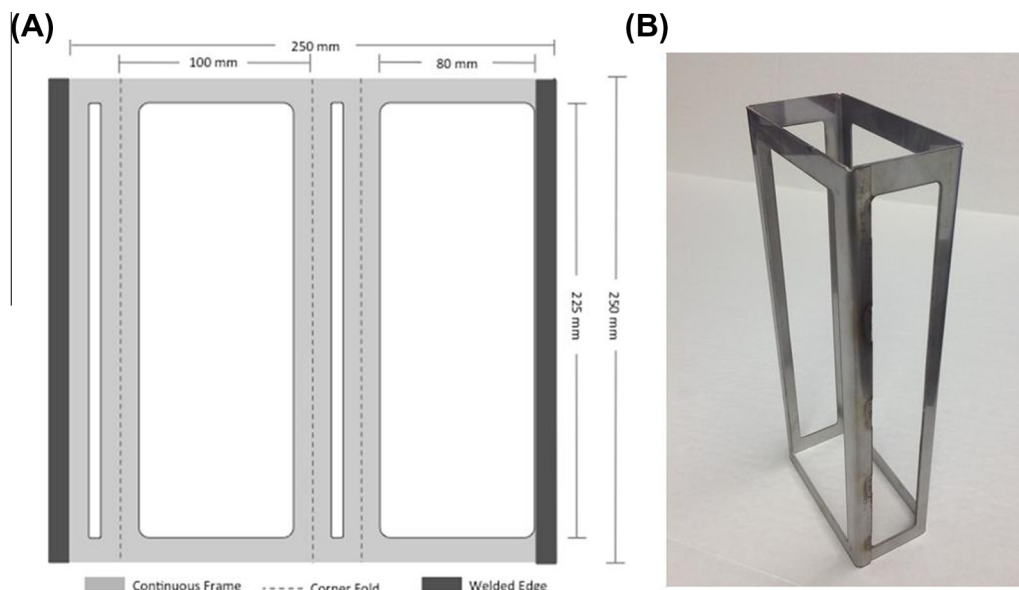 (A)
(B)
250 mm
100 mm
80 mm
225 mm
250 mm
Continuous Frame
Corner Fold
Welded Edge